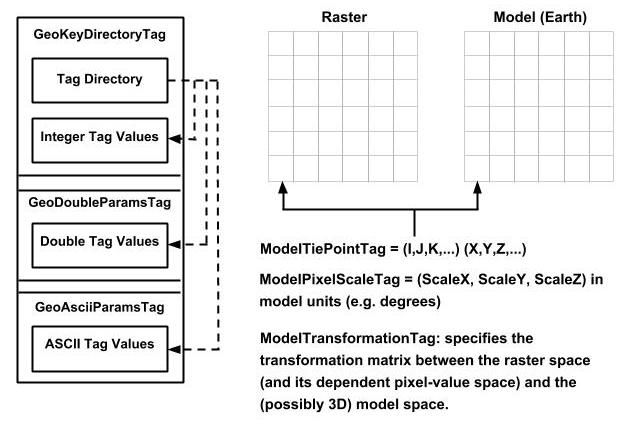 GeoKeyDirectoryTag
Tag Directory
Integer Tag Values
GeoDoubleParamsTag
Double Tag Values
GeoAsciiParamsTag
ASCII Tag Values
Raster
Model (Earth)
ModelTiePointTag = (I,J,K,...) (X,Y,Z,...)
ModelPixelScaleTag = (ScaleX, ScaleY, ScaleZ) in
model units (e.g. degrees)
ModelTransformationTag: specifies the
transformation matrix between the raster space
(and its dependent pixel-value space) and the
(possibly 3D) model space.